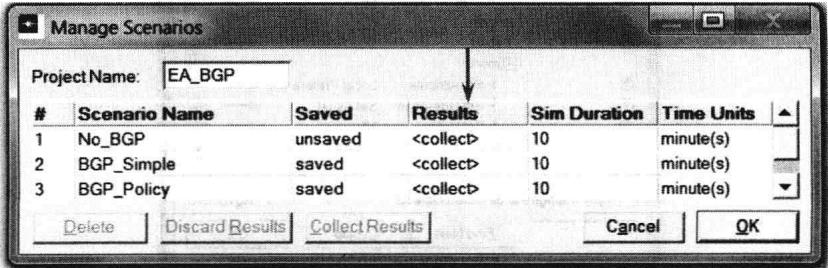 Manage Scenarios
Project Name: EA_BGP
# Scenario Name Saved Results Sim Duration Time Units
1 No_BGP unsaved <collect> 10 minute(s)
2 BGP_Simple saved <collect> 10 minute(s)
3 BGP_Policy saved <collect> 10 minute(s)
Delete Discard Results Collect Results Cancel OK